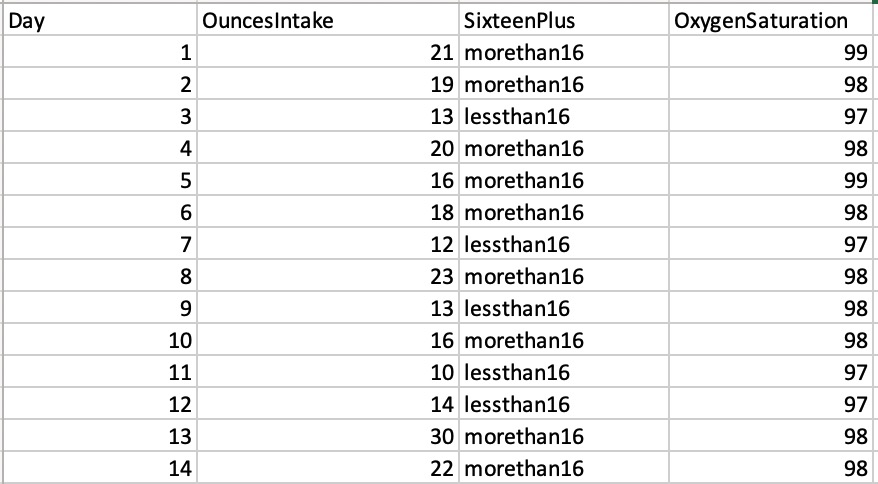 Day OuncesIntake SixteenPlus OxygenSaturation
1 21 morethan16 99
2 19 morethan16 98
3 13 lessthan16 97
4 20 morethan16 98
5 16 morethan16 99
6 18 morethan16 98
7 12 lessthan16 97
8 23 morethan16 98
9 13 lessthan16 98
10 16 morethan16 98
11 10 lessthan16 97
12 14 lessthan16 97
13 30 morethan16 98
14 22 morethan16 98